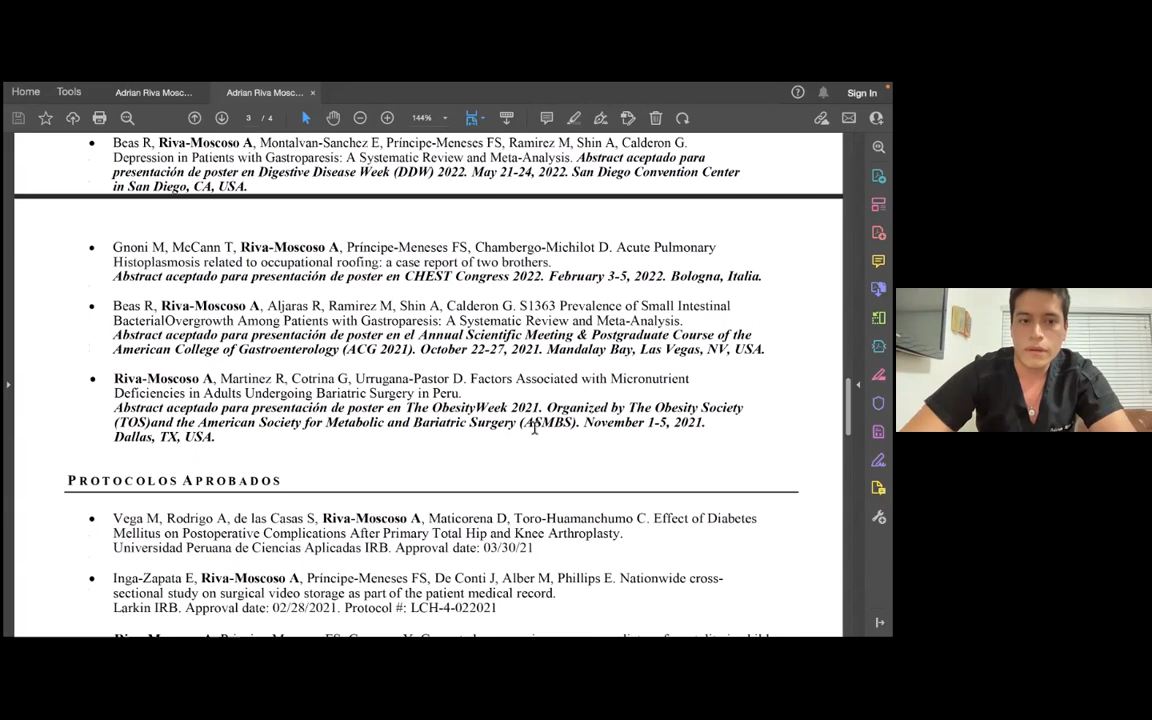 Home Tools Adrian Riva Mosc... Adrian Riva Mosc... × Sign In
3 / 4 144%
Beas R, Riva-Moscoso A, Montalvan-Sanchez E, Príncipe-Meneses FS, Ramirez M, Shin A, Calderon G.
Depression in Patients with Gastroparesis: A Systematic Review and Meta-Analysis. Abstract aceptado para
presentación de poster en Digestive Disease Week (DDW) 2022. May 21-24, 2022. San Diego Convention Center
in San Diego, CA, USA.
Gnoni M, McCann T, Riva-Moscoso A, Príncipe-Meneses FS, Chambergo-Michilot D. Acute Pulmonary
Histoplasmosis related to occupational roofing: a case report of two brothers.
Abstract aceptado para presentación de poster en CHEST Congress 2022. February 3-5, 2022. Bologna, Italia.
Beas R, Riva-Moscoso A, Aljaras R, Ramirez M, Shin A, Calderon G. S1363 Prevalence of Small Intestinal
BacterialOvergrowth Among Patients with Gastroparesis: A Systematic Review and Meta-Analysis.
Abstract aceptado para presentación de poster en el Annual Scientific Meeting & Postgraduate Course of the
American College of Gastroenterology (ACG 2021). October 22-27, 2021. Mandalay Bay, Las Vegas, NV, USA.
Riva-Moscoso A, Martinez R, Cotrina G, Urrugana-Pastor D. Factors Associated with Micronutrient
Deficiencies in Adults Undergoing Bariatric Surgery in Peru.
Abstract aceptado para presentación de poster en The ObesityWeek 2021. Organized by The Obesity Society
(TOS)and the American Society for Metabolic and Bariatric Surgery (ASMBS). November 1-5, 2021.
Dallas, TX, USA.
PROTOCOLOS APROBADOS
Vega M, Rodrigo A, de las Casas S, Riva-Moscoso A, Maticorena D, Toro-Huamanchumo C. Effect of Diabetes
Mellitus on Postoperative Complications After Primary Total Hip and Knee Arthroplasty.
Universidad Peruana de Ciencias Aplicadas IRB. Approval date: 03/30/21
Inga-Zapata E, Riva-Moscoso A, Príncipe-Meneses FS, De Conti J, Alber M, Phillips E. Nationwide cross-
sectional study on surgical video storage as part of the patient medical record.
Larkin IRB. Approval date: 02/28/2021. Protocol #: LCH-4-022021